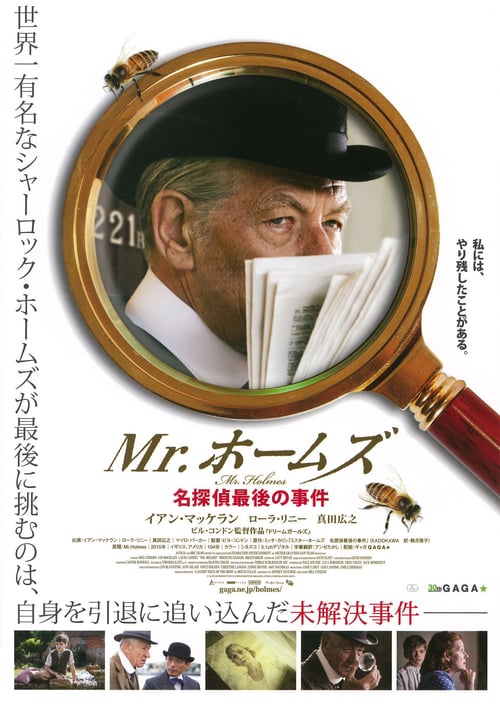 世界一有名なシャーロック・ホームズが最後に挑むのは、
自身を引退に追い込んだ未解決事件
221
私には、
やり残したことがある。
Mr.ホームズ
Mr. Holmes
名探偵最後の事件
イアン・マッケラン ローラ・リニー 真田広之
ビル・コンドン監督作品『ドリームガールズ』
gaga.ne.jp/holmes/
GAGA★